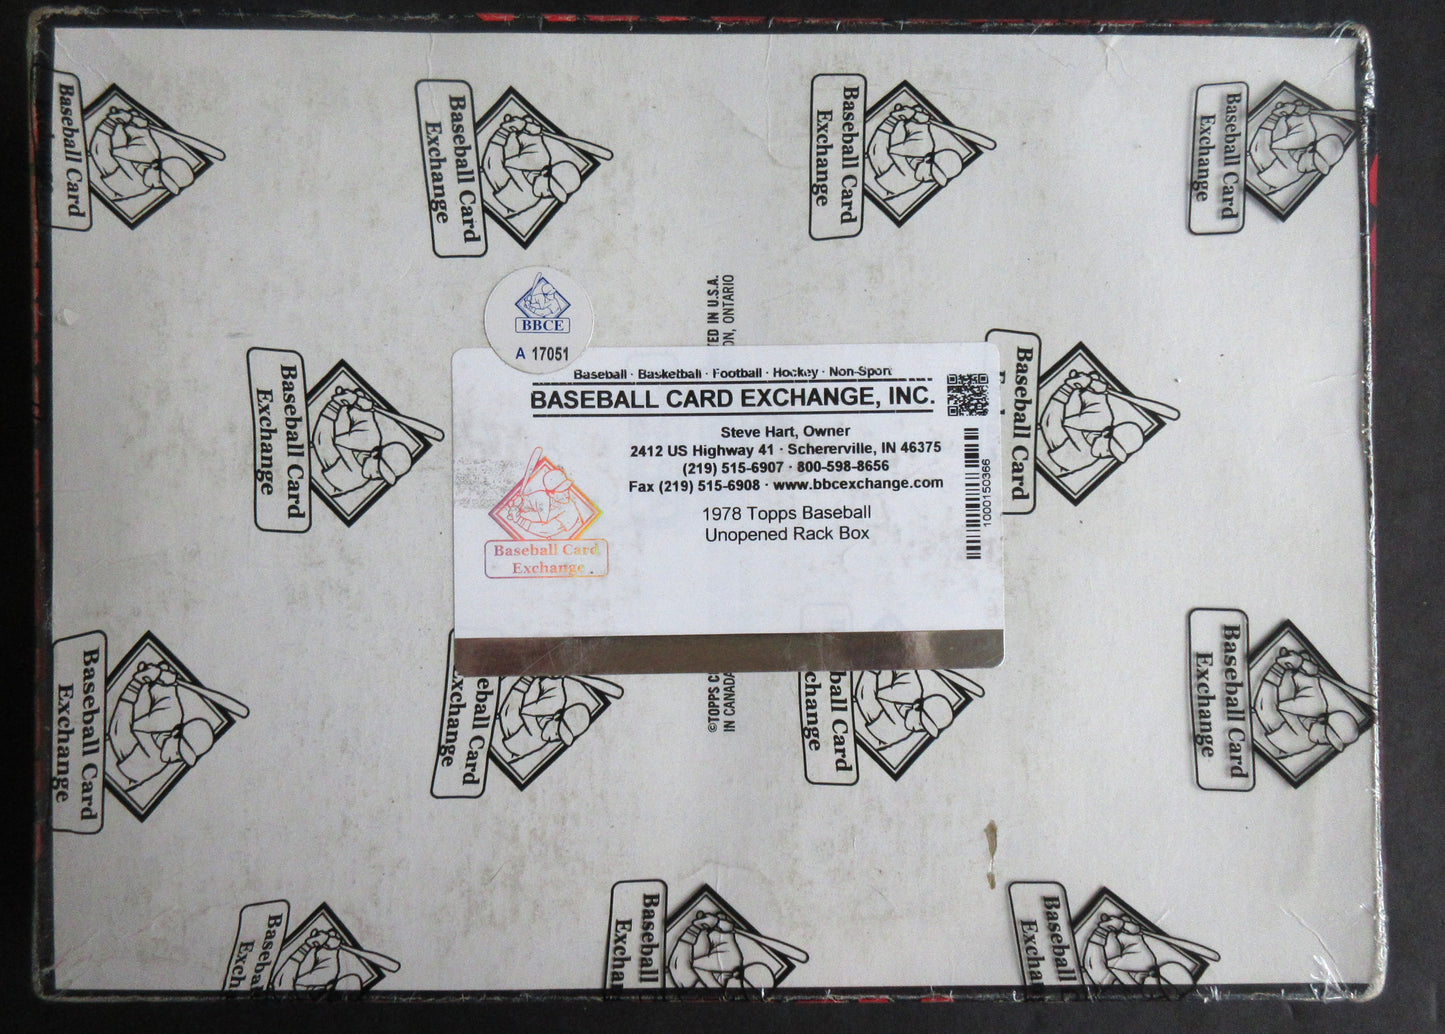 Baseball Card
Exchange
Baseball Card
Exchange
Baseball Card
Exchange
Baseball Card
Exchange
BBCE
A 17051
IN U.S.A.
ONTARIO
Baseball · Basketball · Football · Hockey · Non-Sport
BASEBALL CARD EXCHANGE, INC.
Steve Hart, Owner
2412 US Highway 41 · Schererville, IN 46375
(219) 515-6907 · 800-598-8656
Fax (219) 515-6908 · www.bbcexchange.com
1978 Topps Baseball
Unopened Rack Box
1000150366
Baseball Card
Exchange
Baseball Card
Exchange
Baseball Card
Baseball Card
Exchange
Card
Exchange
Card
©TOPPS
IN CANADA
Baseball Card
Exchange
Baseball
Exchange
Baseball